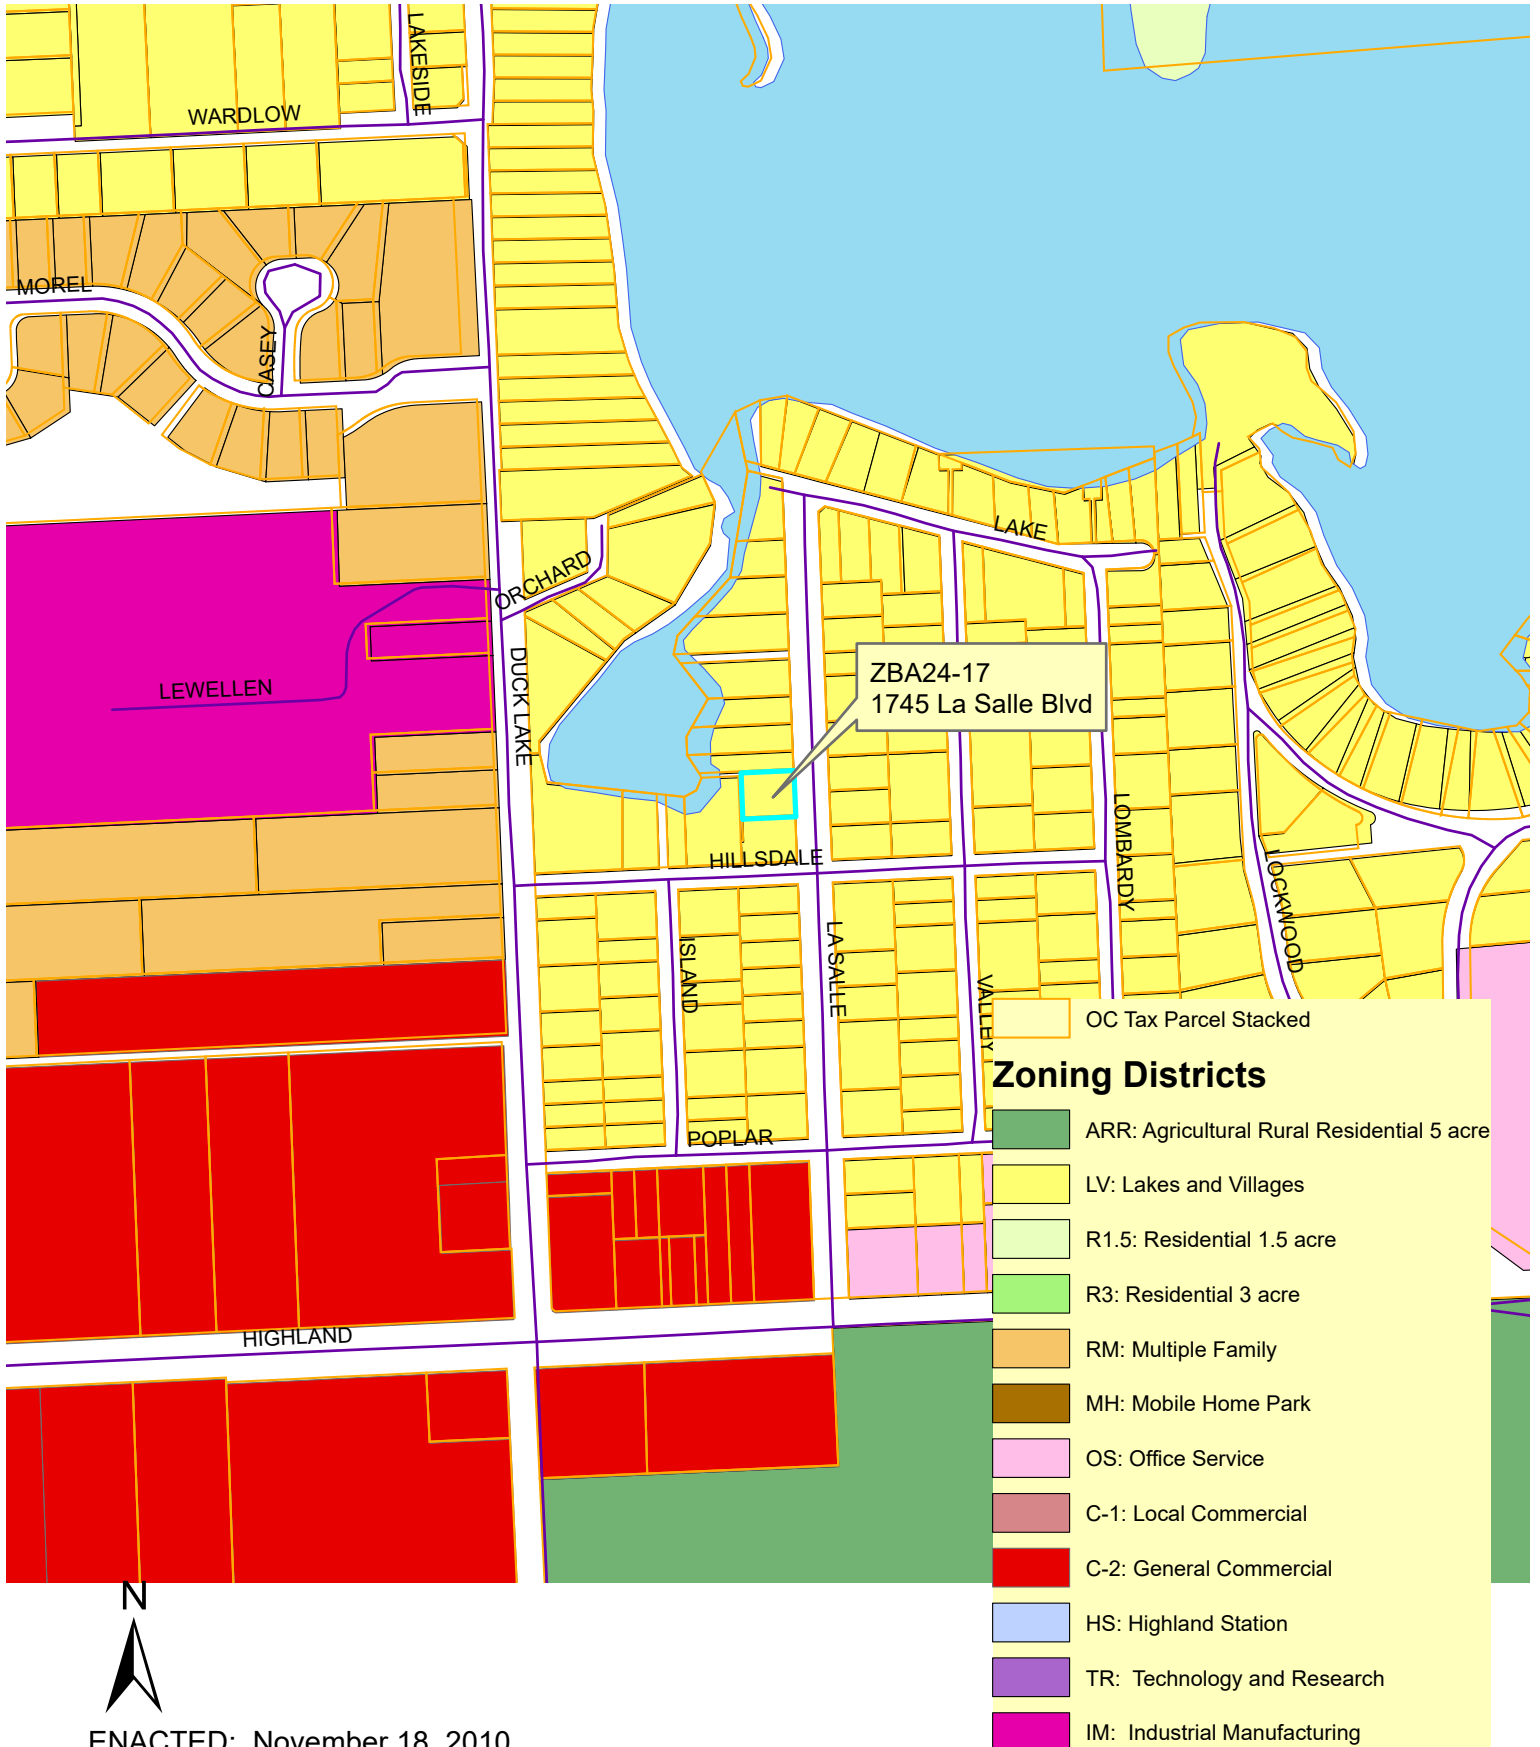 LAKESIDE
WARDLOW
MOREL
CASEY
LAKE
ORCHARD
DUCK LAKE
ZBA24-17
1745 La Salle Blvd
LEWELLEN
LOMBARDY
HILLSDALE
LOCKWOOD
ISLAND
LA SALLE
VALLEY
POPLAR
HIGHLAND
OC Tax Parcel Stacked
Zoning Districts
ARR: Agricultural Rural Residential 5 acre
LV: Lakes and Villages
R1.5: Residential 1.5 acre
R3: Residential 3 acre
RM: Multiple Family
MH: Mobile Home Park
OS: Office Service
C-1: Local Commercial
C-2: General Commercial
HS: Highland Station
TR: Technology and Research
IM: Industrial Manufacturing
N
ENACTED: November 18, 2010